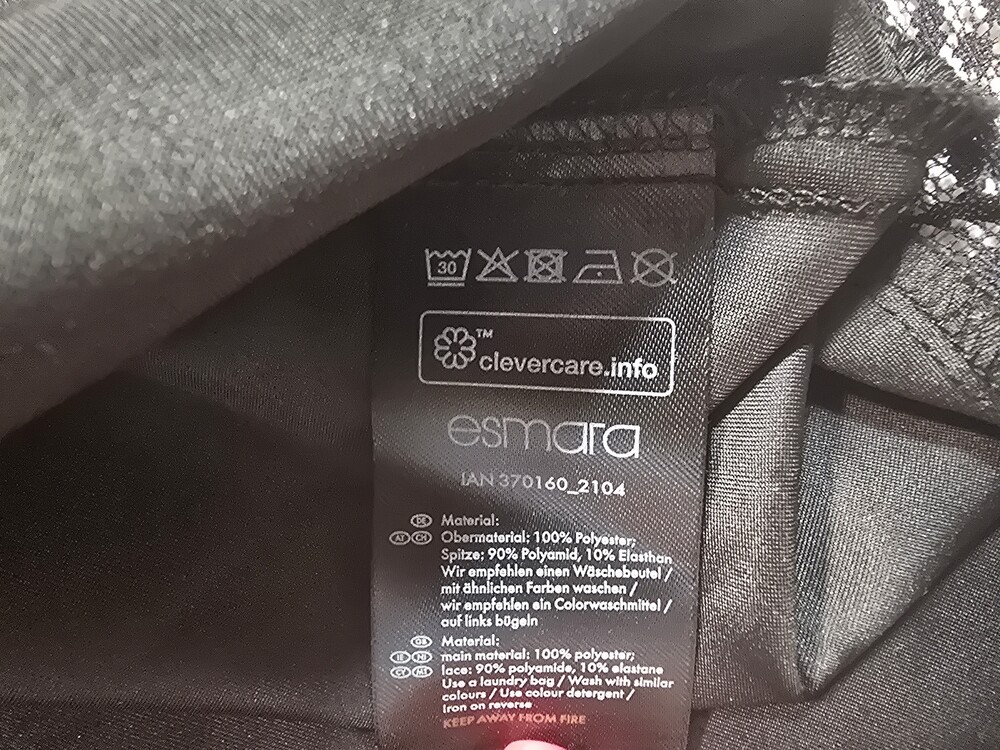 30
™
clevercare.info
esmara
IAN 370160_2104
DE Material:
AT CH Obermaterial: 100% Polyester;
Spitze: 90% Polyamid, 10% Elasthan
Wir empfehlen einen Wäschebeutel /
mit ähnlichen Farben waschen /
wir empfehlen ein Colorwaschmittel /
auf links bügeln
GB Material:
IE NI main material: 100% polyester;
CY MT lace: 90% polyamide, 10% elastane
Use a laundry bag / Wash with similar
colours / Use colour detergent /
Iron on reverse
KEEP AWAY FROM FIRE